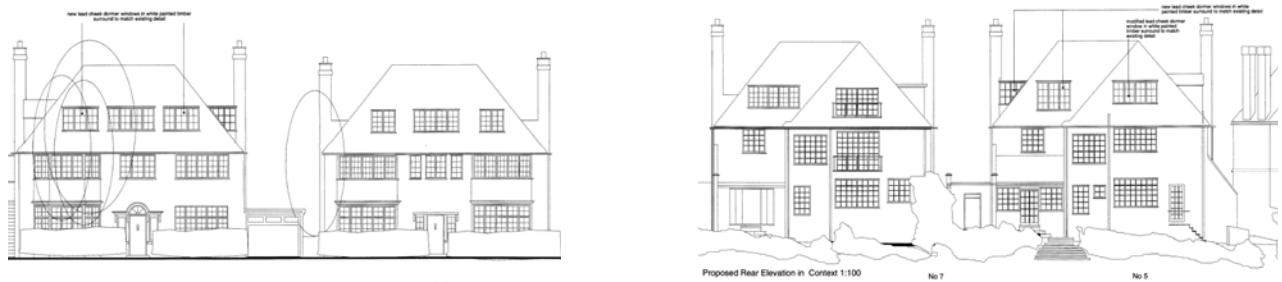 new lead cheek dormer windows in white painted timber
surround to match existing detail
new lead cheek dormer windows in white
painted timber surround to match existing detail
modified lead cheek dormer
window in white painted
timber surround to match
existing detail
Proposed Rear Elevation in Context 1:100
No 7
No 5